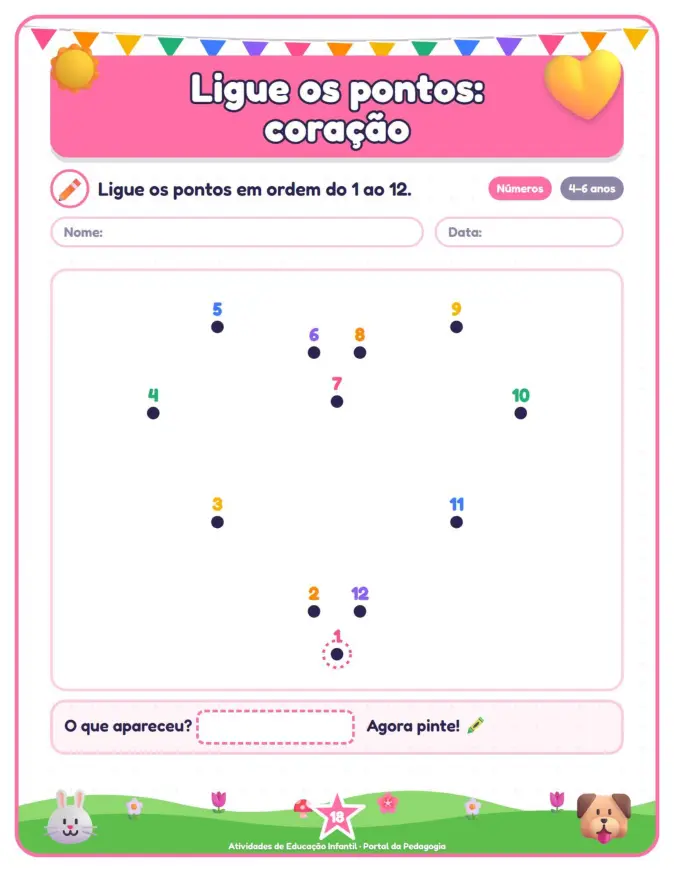 Ligue os pontos:
coração
Ligue os pontos em ordem do 1 ao 12.
Números
4–6 anos
Nome:
Data:
5
9
6
8
7
4
10
3
11
2
12
1
O que apareceu?
Agora pinte!
18
Atividades de Educação Infantil · Portal da Pedagogia